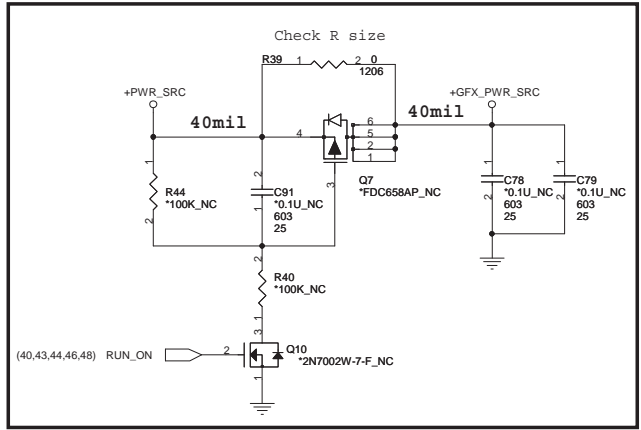 Check R size
R39 1 2 0
1206
+PWR_SRC
+GFX_PWR_SRC
40mil
40mil
4
6
5
2
1
3
Q7
*FDC658AP_NC
1
R44
*100K_NC
2
2
C91
*0.1U_NC
1
603
25
1
C78
*0.1U_NC
2
603
25
1
C79
*0.1U_NC
2
603
25
2
R40
*100K_NC
1
3
(40,43,44,46,48) RUN_ON
2
Q10
*2N7002W-7-F_NC
1